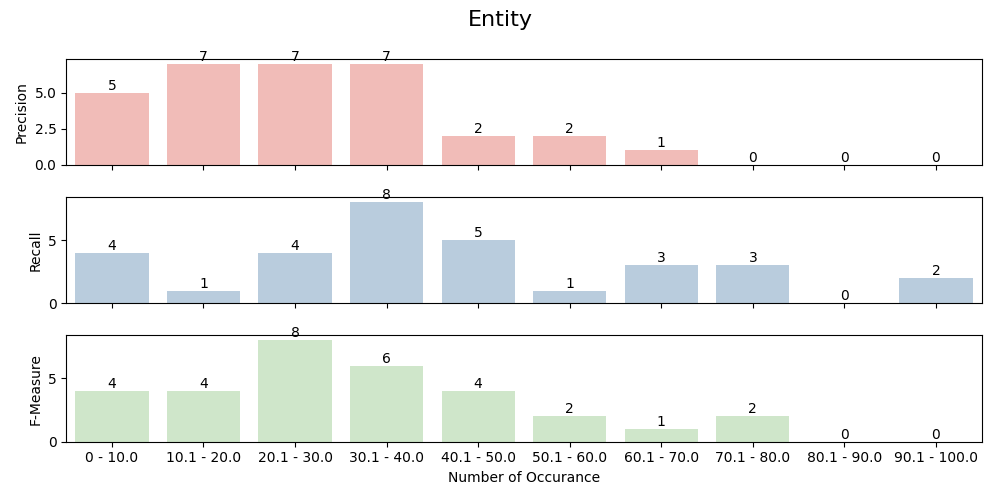 Entity
Precision
5.0
2.5
0.0
5 7 7 7 2 2 1 0 0 0
Recall
5
0
4 1 4 8 5 1 3 3 0 2
F-Measure
5
0
4 4 8 6 4 2 1 2 0 0
0 - 10.0 10.1 - 20.0 20.1 - 30.0 30.1 - 40.0 40.1 - 50.0 50.1 - 60.0 60.1 - 70.0 70.1 - 80.0 80.1 - 90.0 90.1 - 100.0
Number of Occurance